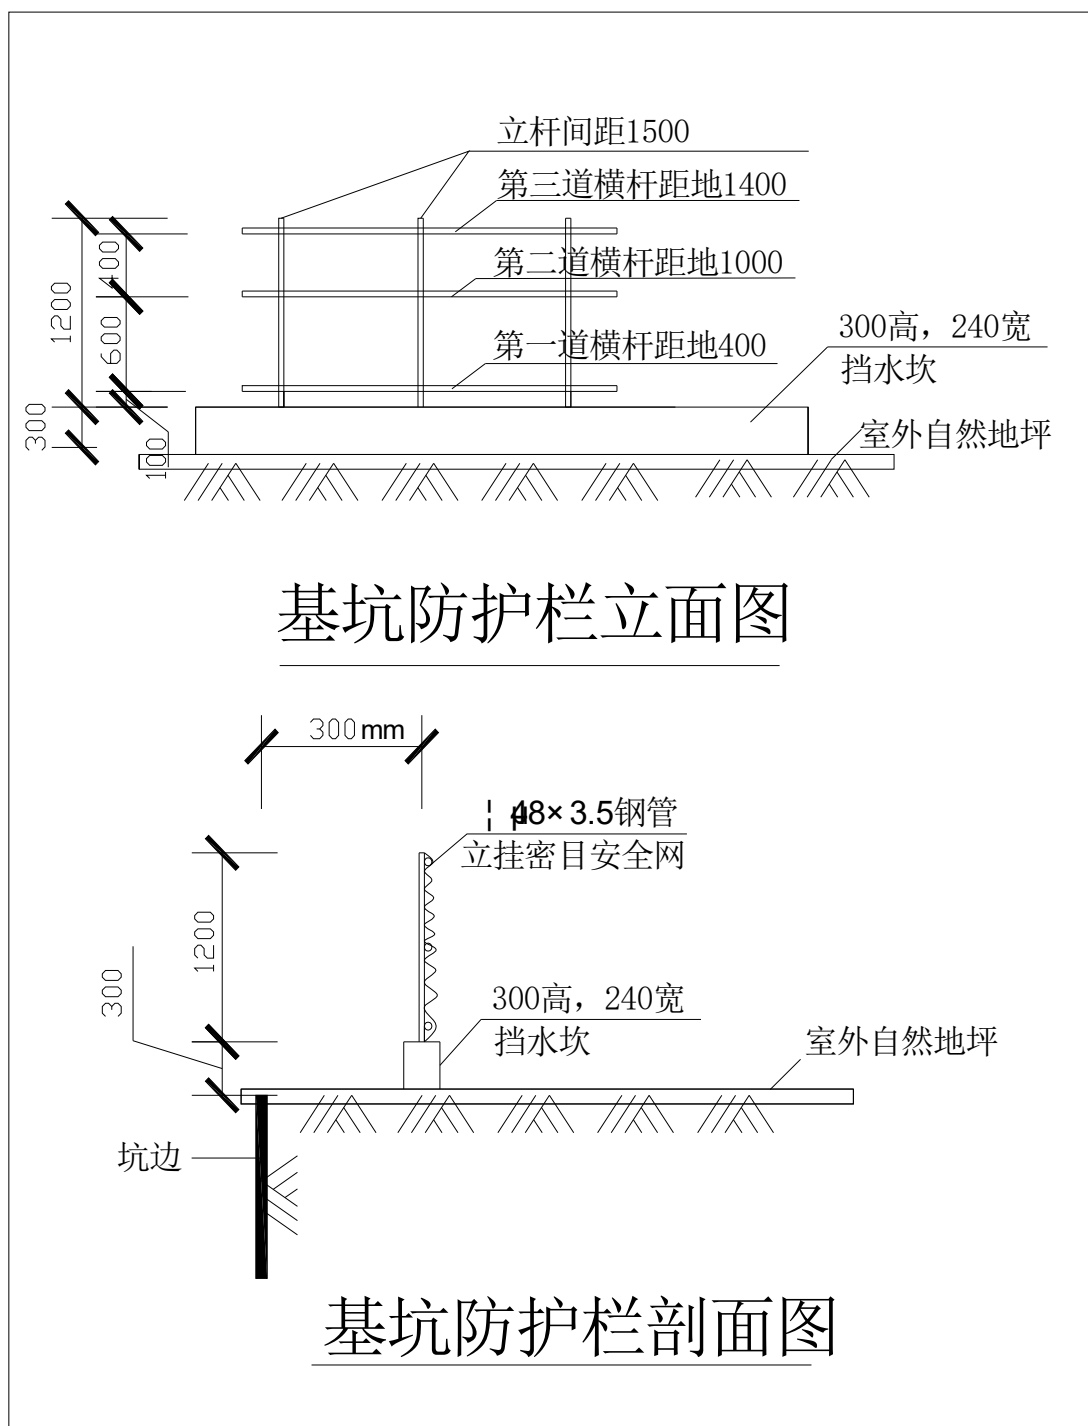 立杆间距1500
第三道横杆距地1400
第二道横杆距地1000
第一道横杆距地400
400
1200
600
300
100
300高，240宽
挡水坎
室外自然地坪
基坑防护栏立面图
300mm
48×3.5钢管
立挂密目安全网
1200
300
300高，240宽
挡水坎
室外自然地坪
坑边
基坑防护栏剖面图